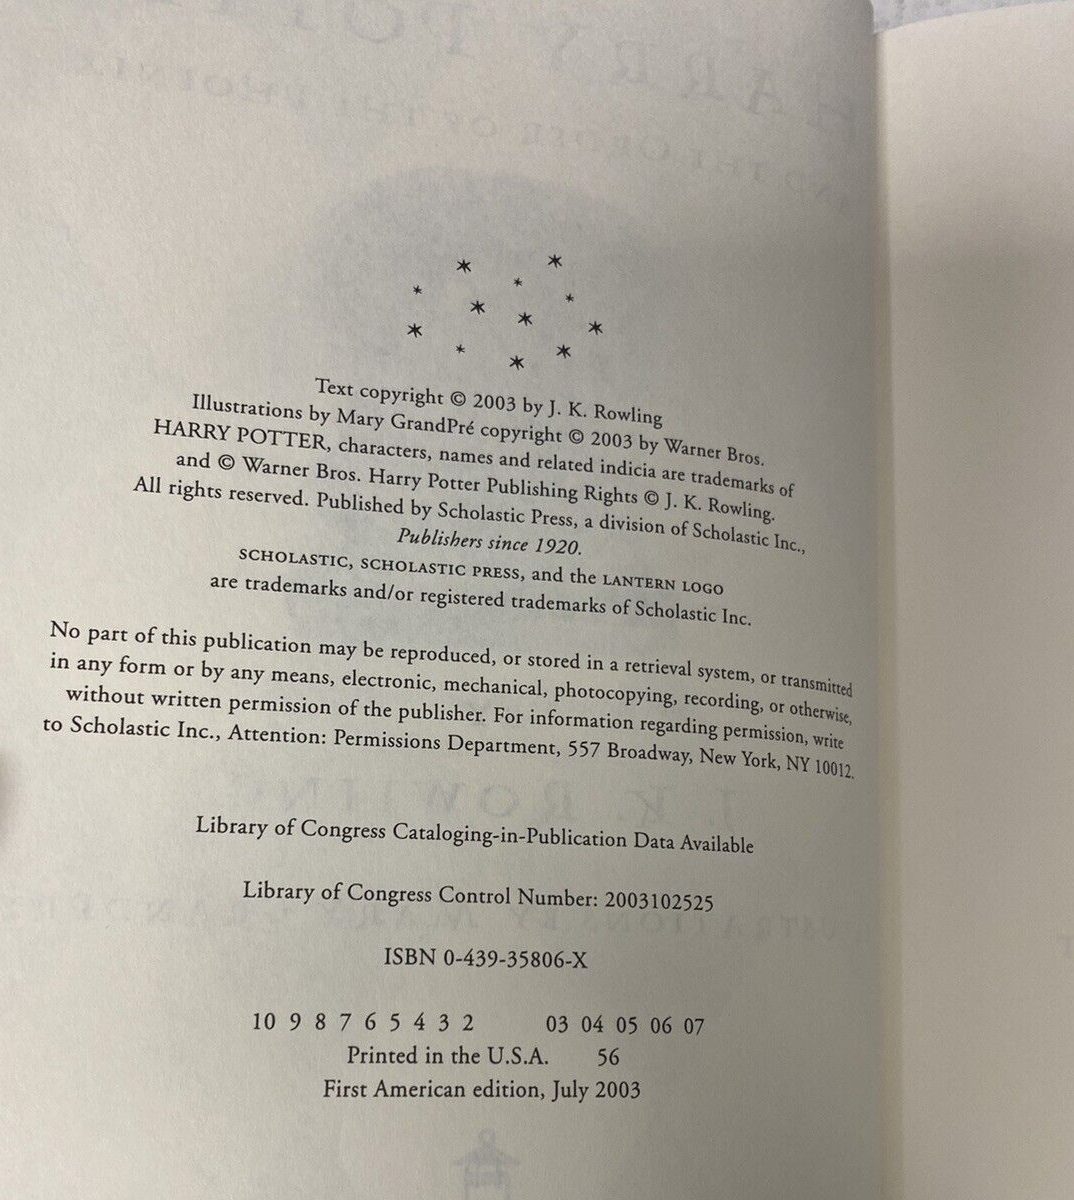 Text copyright © 2003 by J. K. Rowling
Illustrations by Mary GrandPré copyright © 2003 by Warner Bros.
HARRY POTTER, characters, names and related indicia are trademarks of
and © Warner Bros. Harry Potter Publishing Rights © J. K. Rowling.
All rights reserved. Published by Scholastic Press, a division of Scholastic Inc.,
Publishers since 1920.
SCHOLASTIC, SCHOLASTIC PRESS, and the LANTERN LOGO
are trademarks and/or registered trademarks of Scholastic Inc.
No part of this publication may be reproduced, or stored in a retrieval system, or transmitted
in any form or by any means, electronic, mechanical, photocopying, recording, or otherwise,
without written permission of the publisher. For information regarding permission, write
to Scholastic Inc., Attention: Permissions Department, 557 Broadway, New York, NY 10012.
Library of Congress Cataloging-in-Publication Data Available
Library of Congress Control Number: 2003102525
ISBN 0-439-35806-X
10 9 8 7 6 5 4 3 2 03 04 05 06 07
Printed in the U.S.A. 56
First American edition, July 2003